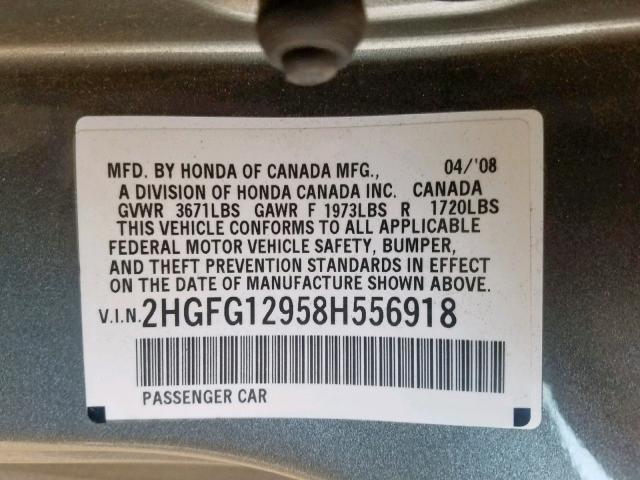 MFD. BY HONDA OF CANADA MFG., 04/'08
A DIVISION OF HONDA CANADA INC. CANADA
GVWR 3671LBS GAWR F 1973LBS R 1720LBS
THIS VEHICLE CONFORMS TO ALL APPLICABLE
FEDERAL MOTOR VEHICLE SAFETY, BUMPER,
AND THEFT PREVENTION STANDARDS IN EFFECT
ON THE DATE OF MANUFACTURE SHOWN ABOVE.
V.I.N. 2HGFG12958H556918
PASSENGER CAR